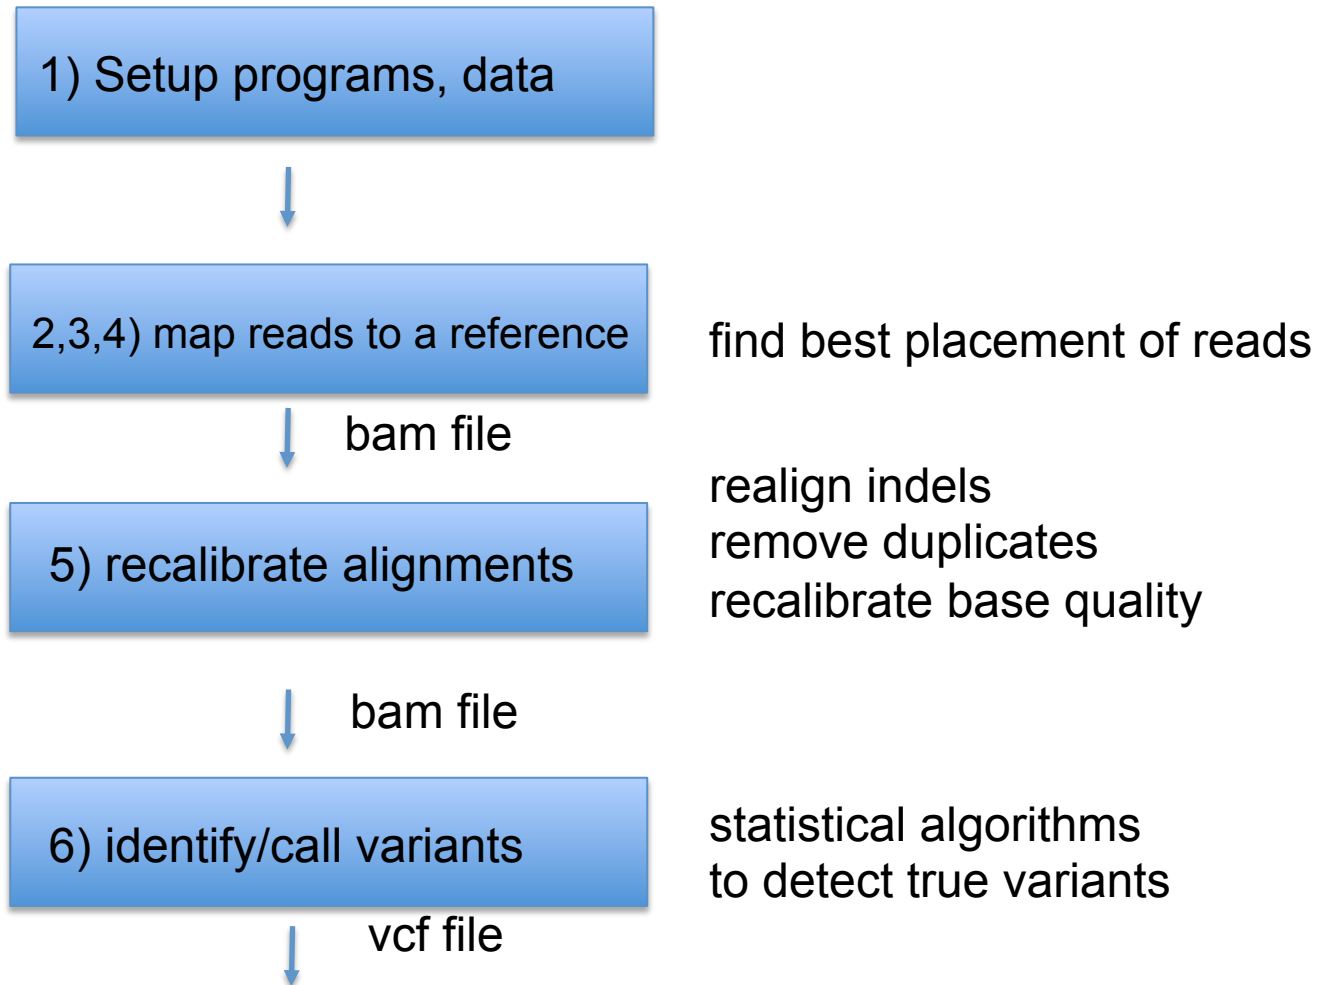 1) Setup programs, data
2,3,4) map reads to a reference
find best placement of reads
bam file
5) recalibrate alignments
realign indels
remove duplicates
recalibrate base quality
bam file
6) identify/call variants
statistical algorithms
to detect true variants
vcf file